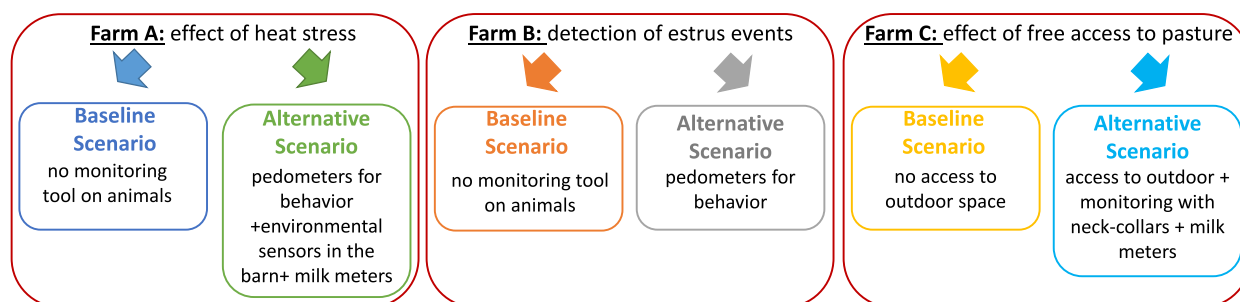 Farm A: effect of heat stress
Baseline
Scenario
no monitoring
tool on animals
Alternative
Scenario
pedometers for
behavior
+environmental
sensors in the
barn+ milk meters
Farm B: detection of estrus events
Baseline
Scenario
no monitoring tool
on animals
Alternative
Scenario
pedometers for
behavior
Farm C: effect of free access to pasture
Baseline
Scenario
no access to
outdoor space
Alternative
Scenario
access to outdoor +
monitoring with
neck-collars + milk
meters